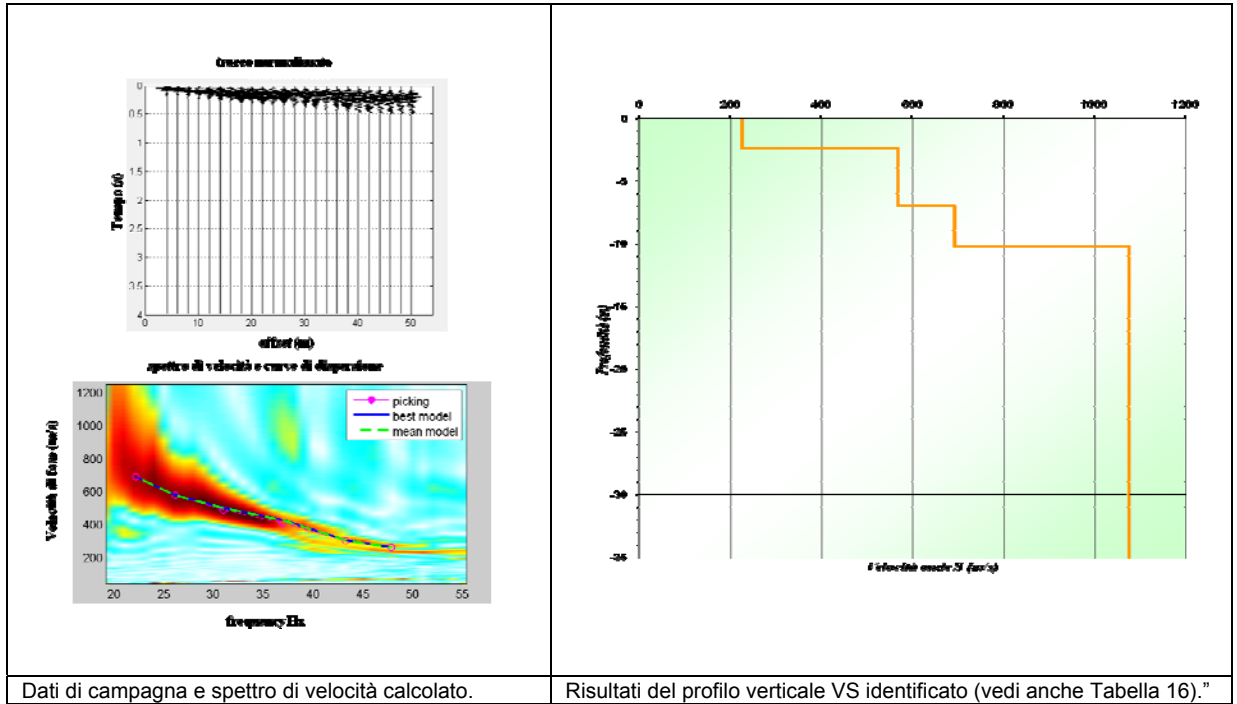 tracce normalizzate
0
0.5
1
1.5
2
2.5
3
3.5
4
Tempo (s)
0 10 20 30 40 50
offset (m)
spettro di velocità e curve di dispersione
1200
1000
800
600
400
200
Velocità di fase (m/s)
picking
best model
mean model
20 25 30 35 40 45 50 55
frequency Hz
0 200 400 600 800 1000 1200
0
-5
-10
-15
-20
-25
-30
-35
Profondità (m)
Velocità onde S (m/s)
Dati di campagna e spettro di velocità calcolato.
Risultati del profilo verticale VS identificato (vedi anche Tabella 16).”